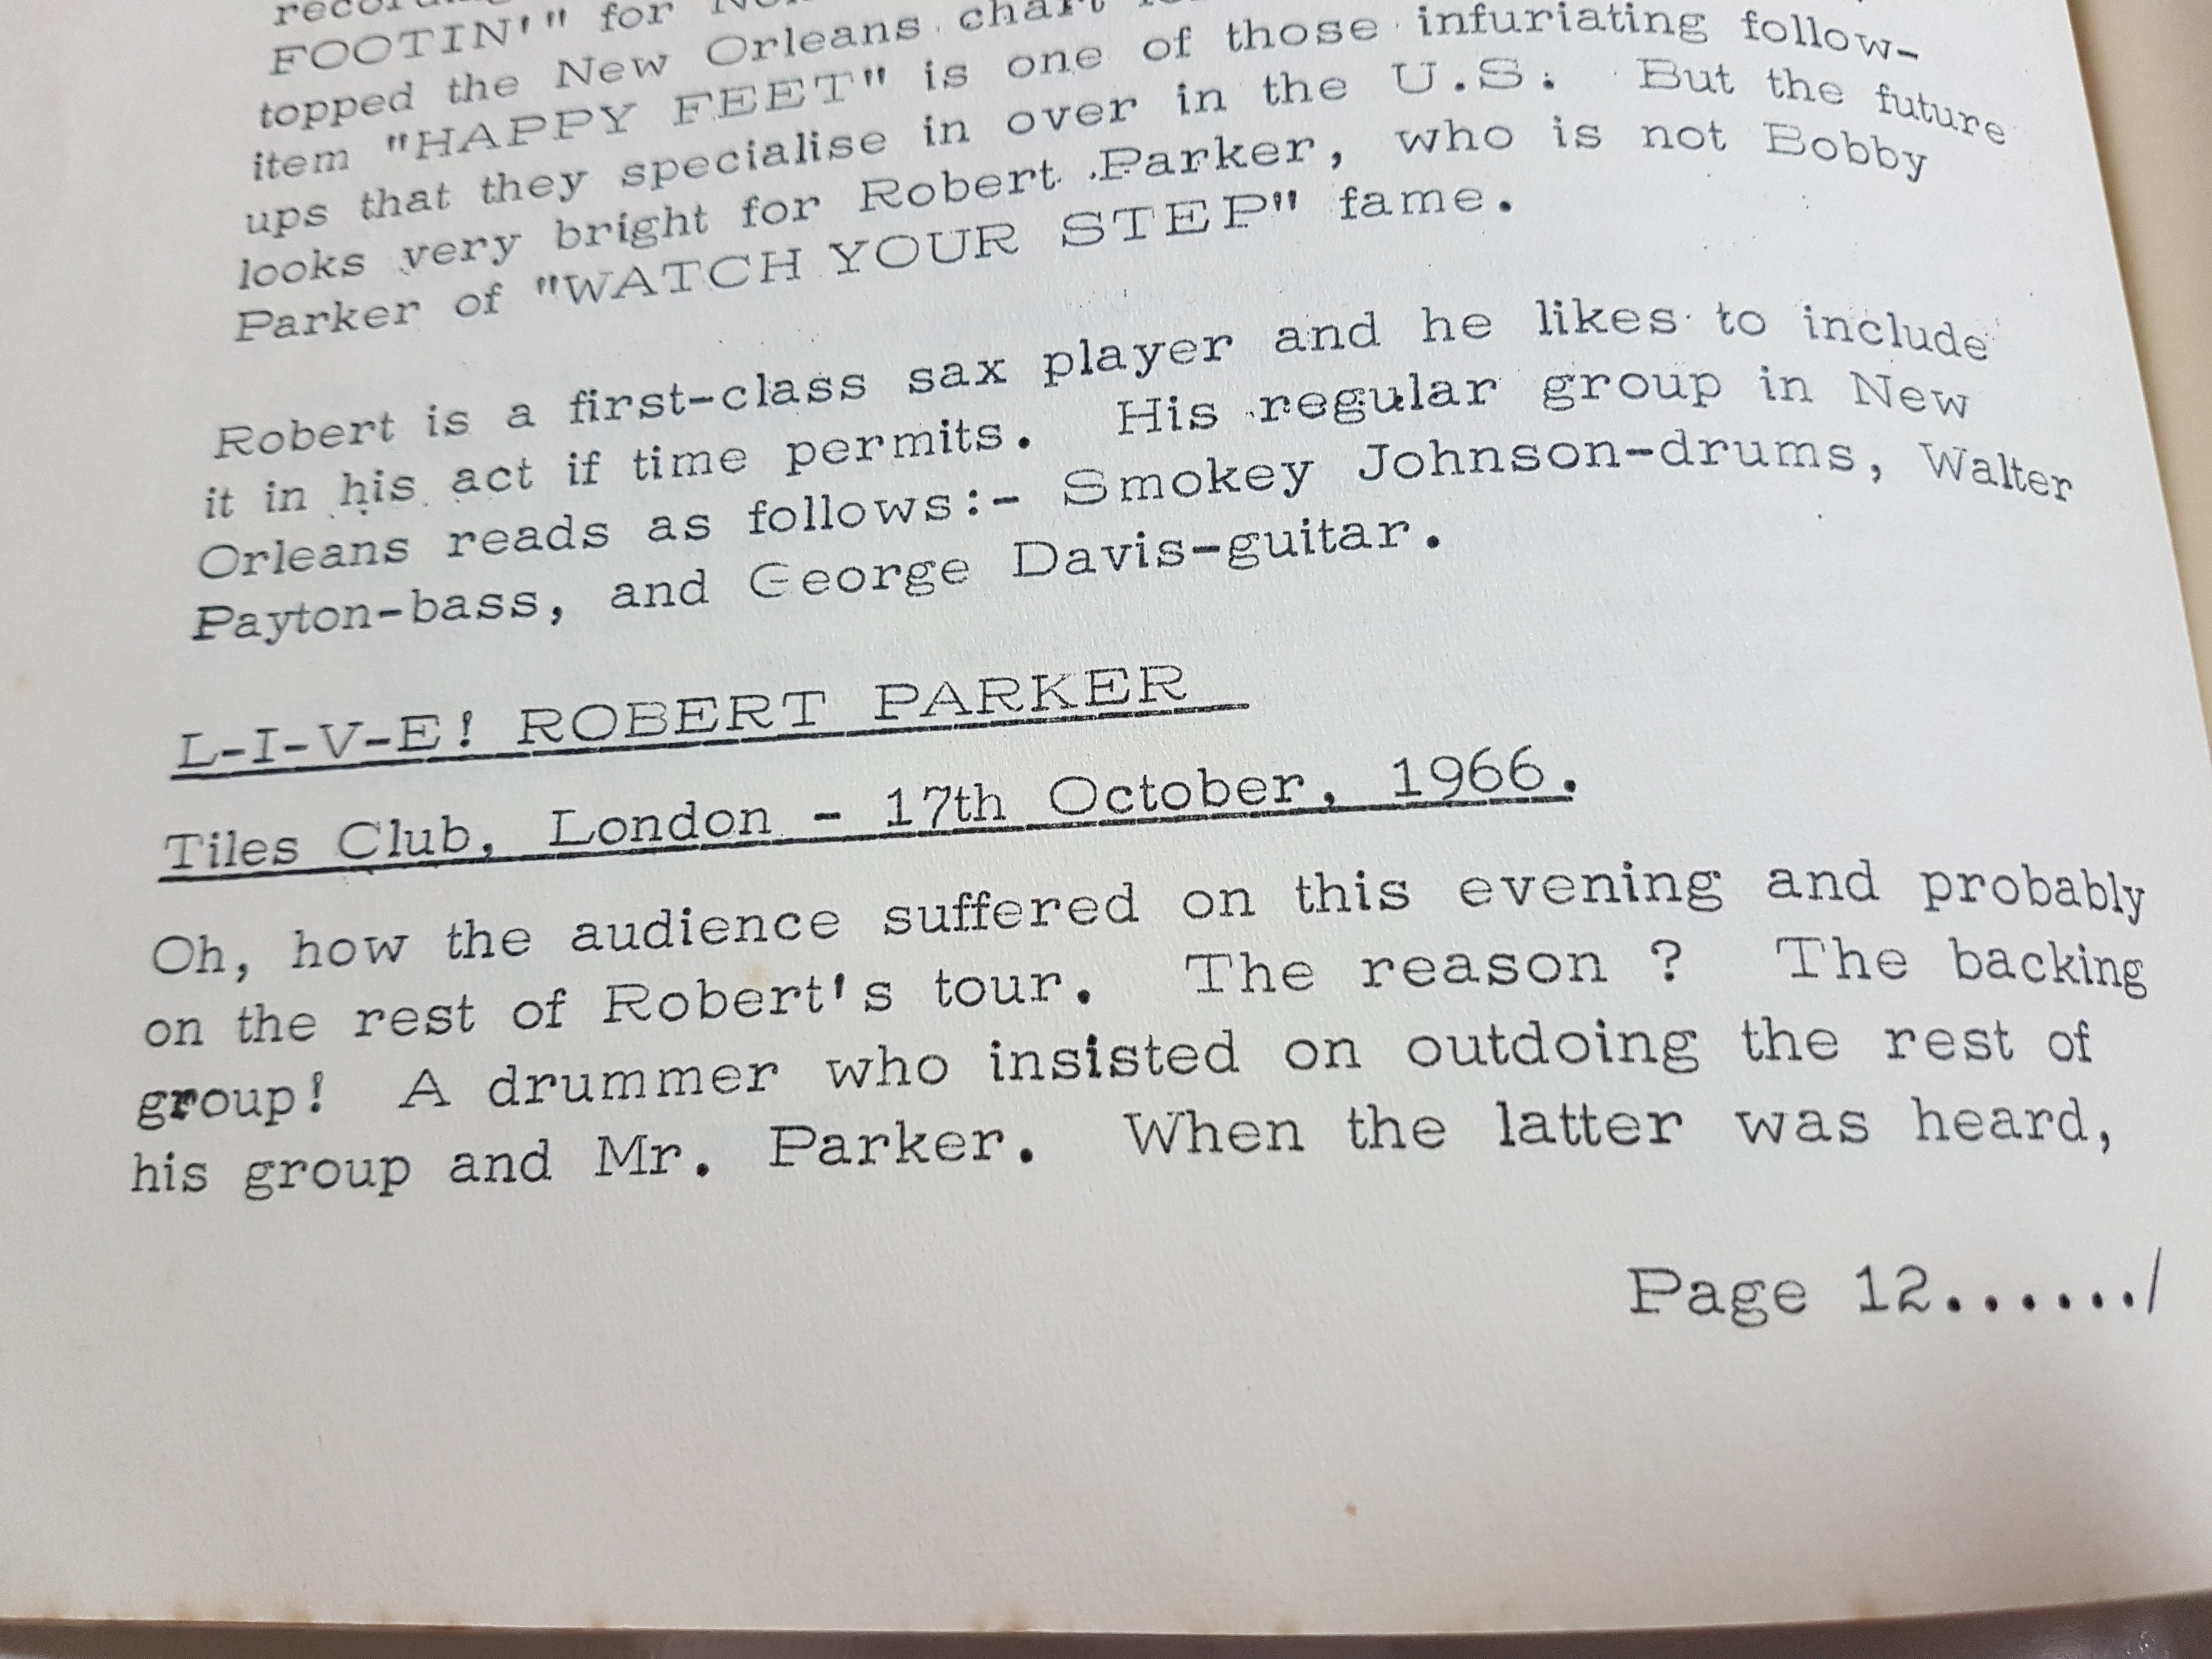 FOOTIN'" for
topped the New Orleans chart
item "HAPPY FEET" is one of those infuriating follow-
ups that they specialise in over in the U.S. But the future
looks very bright for Robert Parker, who is not Bobby
Parker of "WATCH YOUR STEP" fame.
Robert is a first-class sax player and he likes to include
it in his act if time permits. His regular group in New
Orleans reads as follows:- Smokey Johnson-drums, Walter
Payton-bass, and George Davis-guitar.
L-I-V-E! ROBERT PARKER
Tiles Club, London - 17th October, 1966.
Oh, how the audience suffered on this evening and probably
on the rest of Robert's tour. The reason ? The backing
group! A drummer who insisted on outdoing the rest of
his group and Mr. Parker. When the latter was heard,
Page 12....../